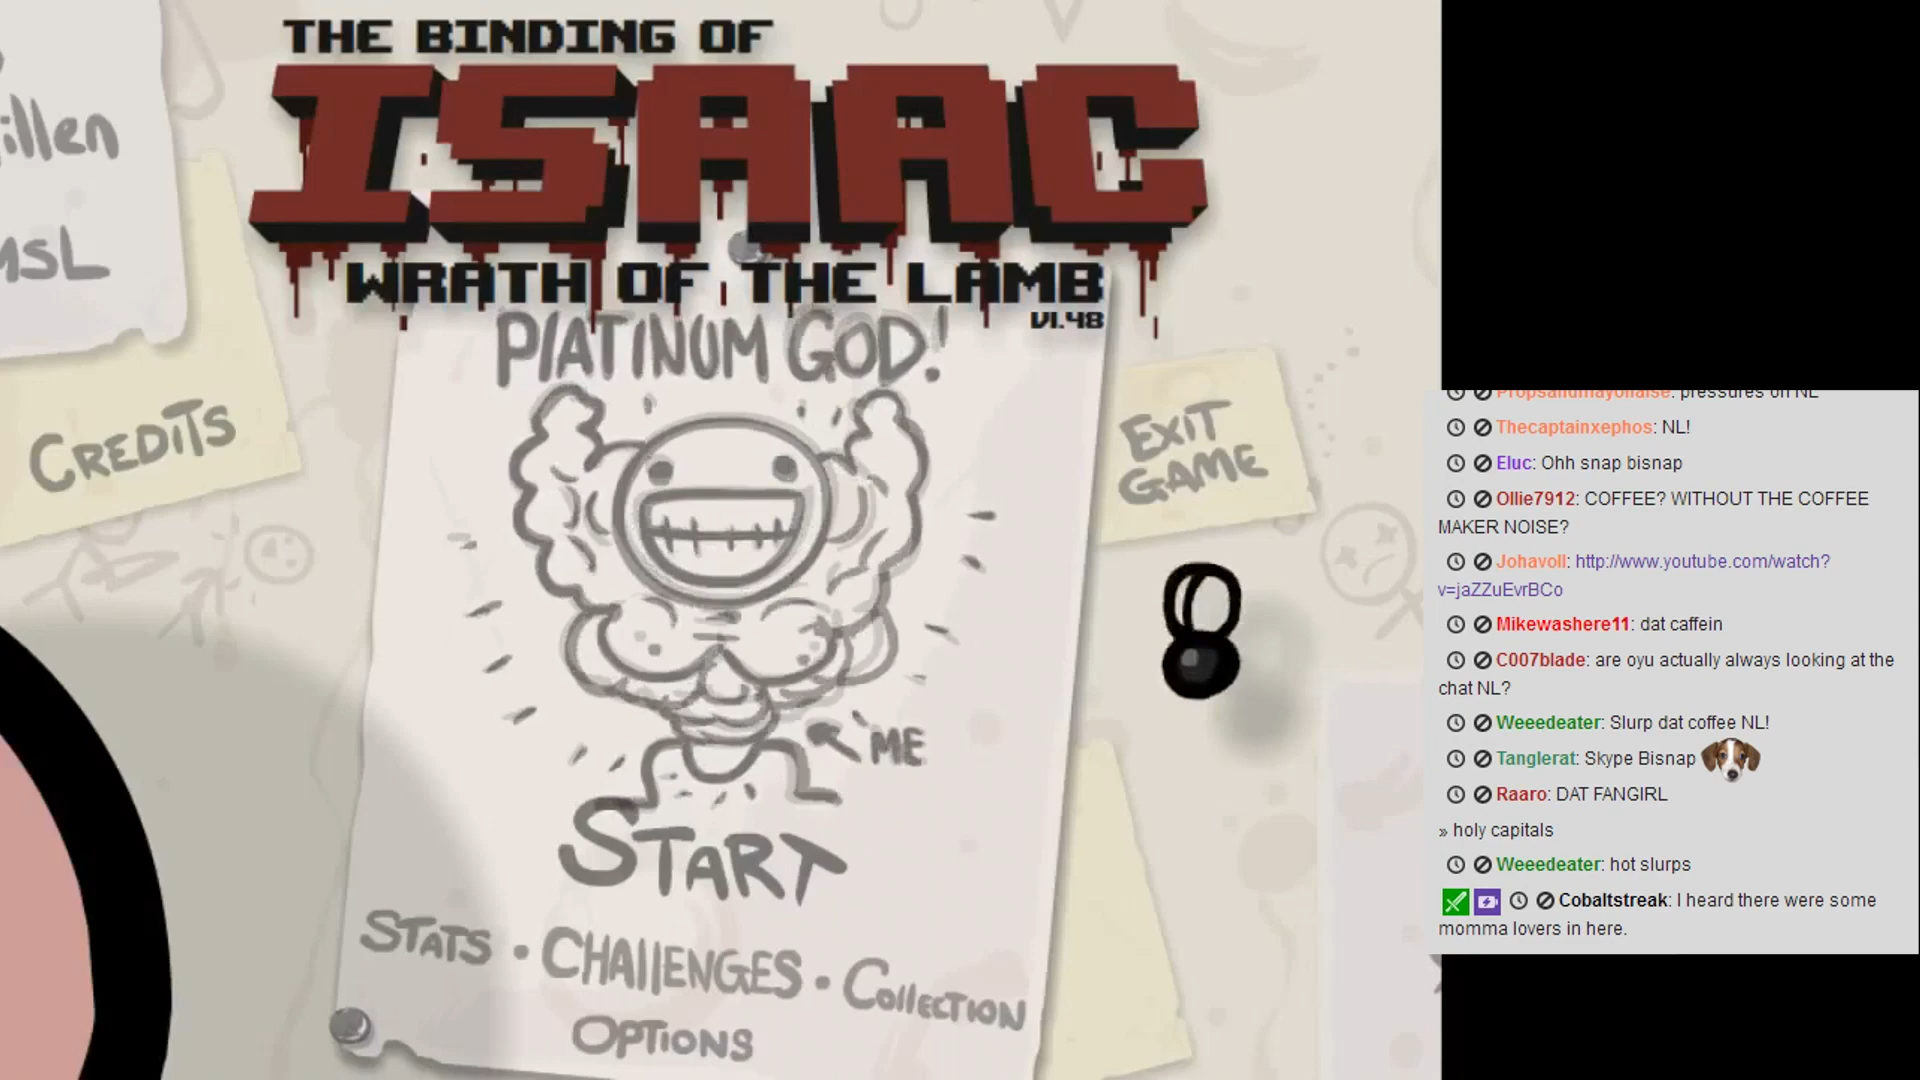 THE BINDING OF
ISAAC
WRATH OF THE LAMB
V1.48
illen
MSL
CREDITS
PLATINUM GOD!
ME
EXIT
GAME
START
STATS • CHALLENGES • COLLECTION
OPTIONS
Propsandmayonaise: pressures on NL
Thecaptainxephos: NL!
Eluc: Ohh snap bisnap
Ollie7912: COFFEE? WITHOUT THE COFFEE
MAKER NOISE?
Johavoll: http://www.youtube.com/watch?
v=jaZZuEvrBCo
Mikewashere11: dat caffein
C007blade: are oyu actually always looking at the
chat NL?
Weeedeater: Slurp dat coffee NL!
Tanglerat: Skype Bisnap
Raaro: DAT FANGIRL
» holy capitals
Weeedeater: hot slurps
Cobaltstreak: I heard there were some
momma lovers in here.